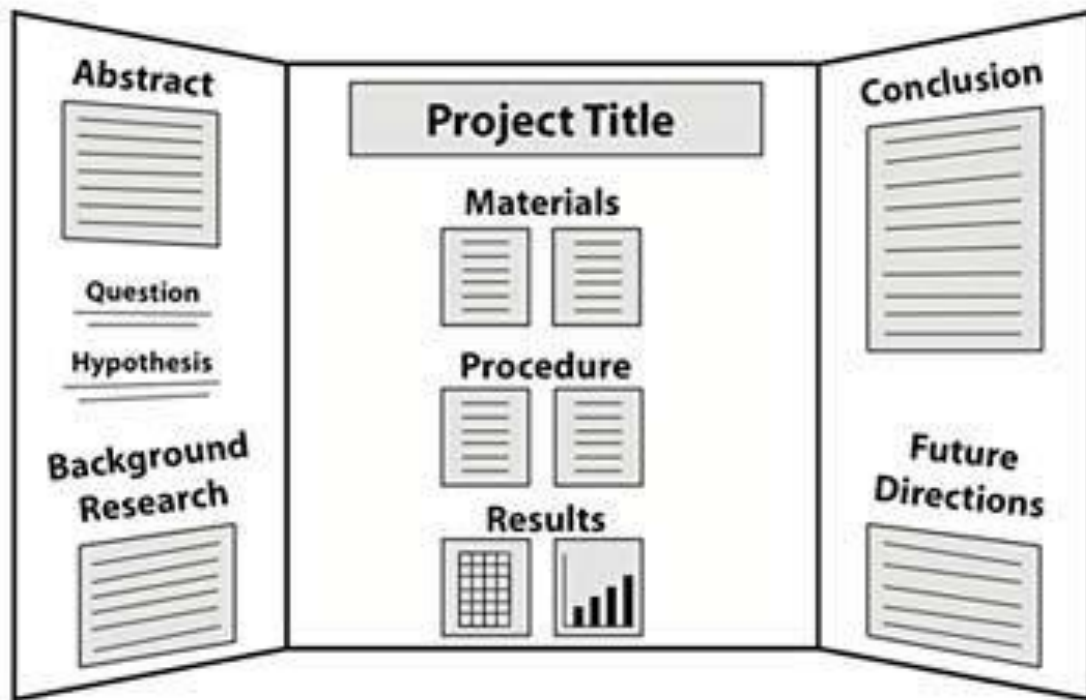 Abstract
Question
Hypothesis
Background
Research
Project Title
Materials
Procedure
Results
Conclusion
Future
Directions